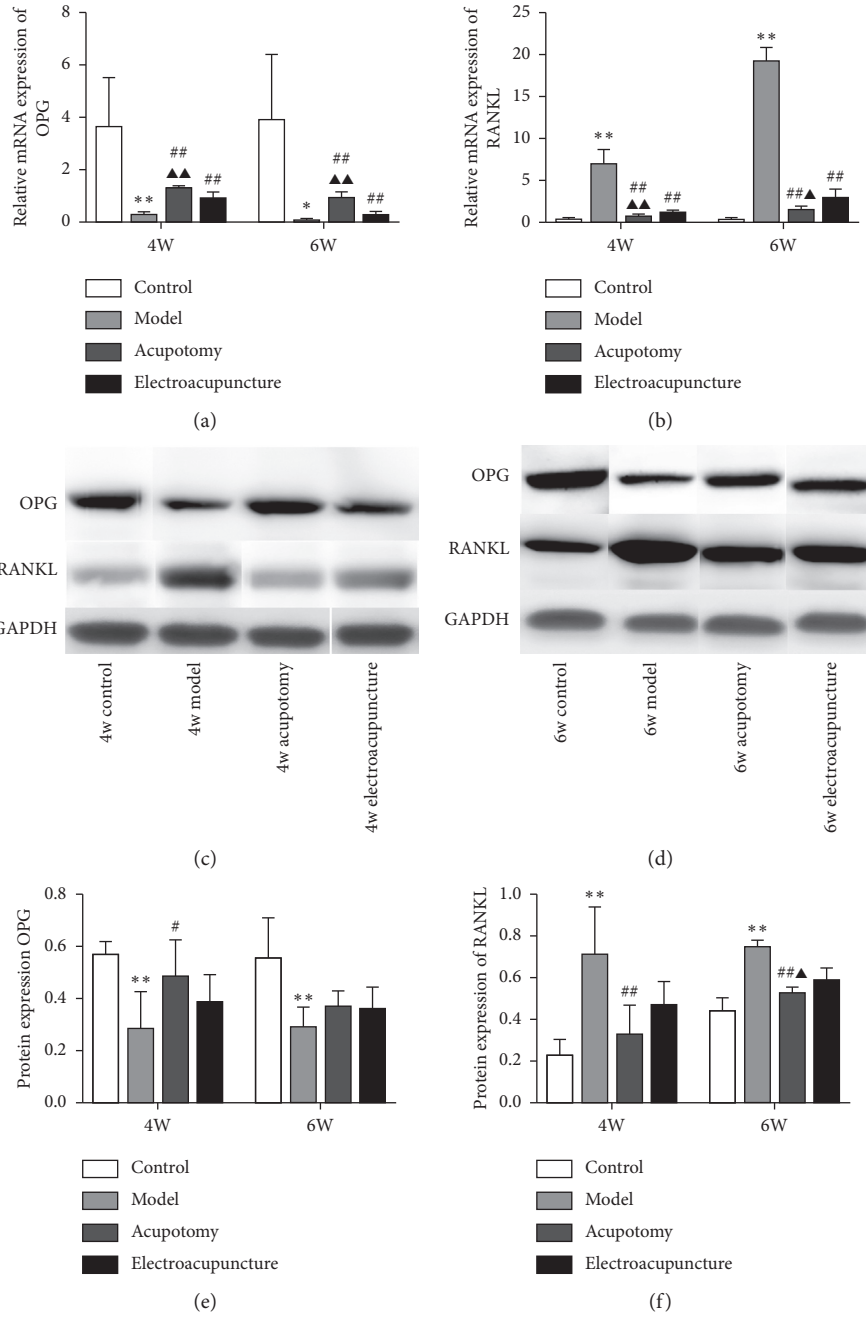 Relative mRNA expression of
OPG
8
6
4
2
0
**
##
▲▲
##
*
##
▲▲
##
4W
6W
Control
Model
Acupotomy
Electroacupuncture
(a)
Relative mRNA expression of
RANKL
25
20
15
10
5
0
**
##
▲▲
##
**
##▲
##
4W
6W
Control
Model
Acupotomy
Electroacupuncture
(b)
OPG
RANKL
GAPDH
4w control
4w model
4w acupotomy
4w electroacupuncture
(c)
OPG
RANKL
GAPDH
6w control
6w model
6w acupotomy
6w electroacupuncture
(d)
Protein expression OPG
0.8
0.6
0.4
0.2
0.0
**
#
**
4W
6W
Control
Model
Acupotomy
Electroacupuncture
(e)
Protein expression of RANKL
1.0
0.8
0.6
0.4
0.2
0.0
**
##
**
##▲
4W
6W
Control
Model
Acupotomy
Electroacupuncture
(f)